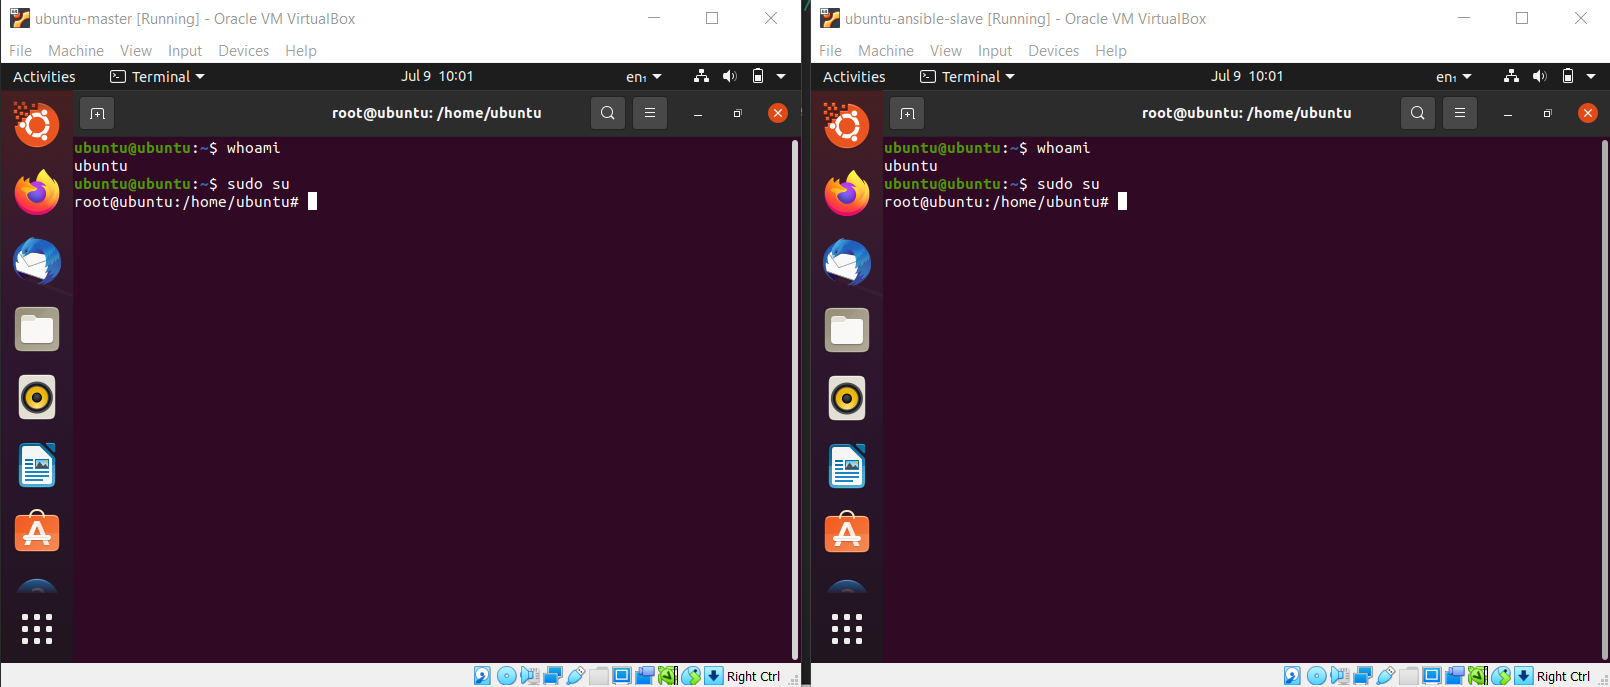 ubuntu-master [Running] - Oracle VM VirtualBox
File Machine View Input Devices Help
Activities Terminal Jul 9 10:01 en₁
root@ubuntu: /home/ubuntu
ubuntu@ubuntu:~$ whoami
ubuntu
ubuntu@ubuntu:~$ sudo su
root@ubuntu:/home/ubuntu#
Right Ctrl
ubuntu-ansible-slave [Running] - Oracle VM VirtualBox
File Machine View Input Devices Help
Activities Terminal Jul 9 10:01 en₁
root@ubuntu: /home/ubuntu
ubuntu@ubuntu:~$ whoami
ubuntu
ubuntu@ubuntu:~$ sudo su
root@ubuntu:/home/ubuntu#
Right Ctrl